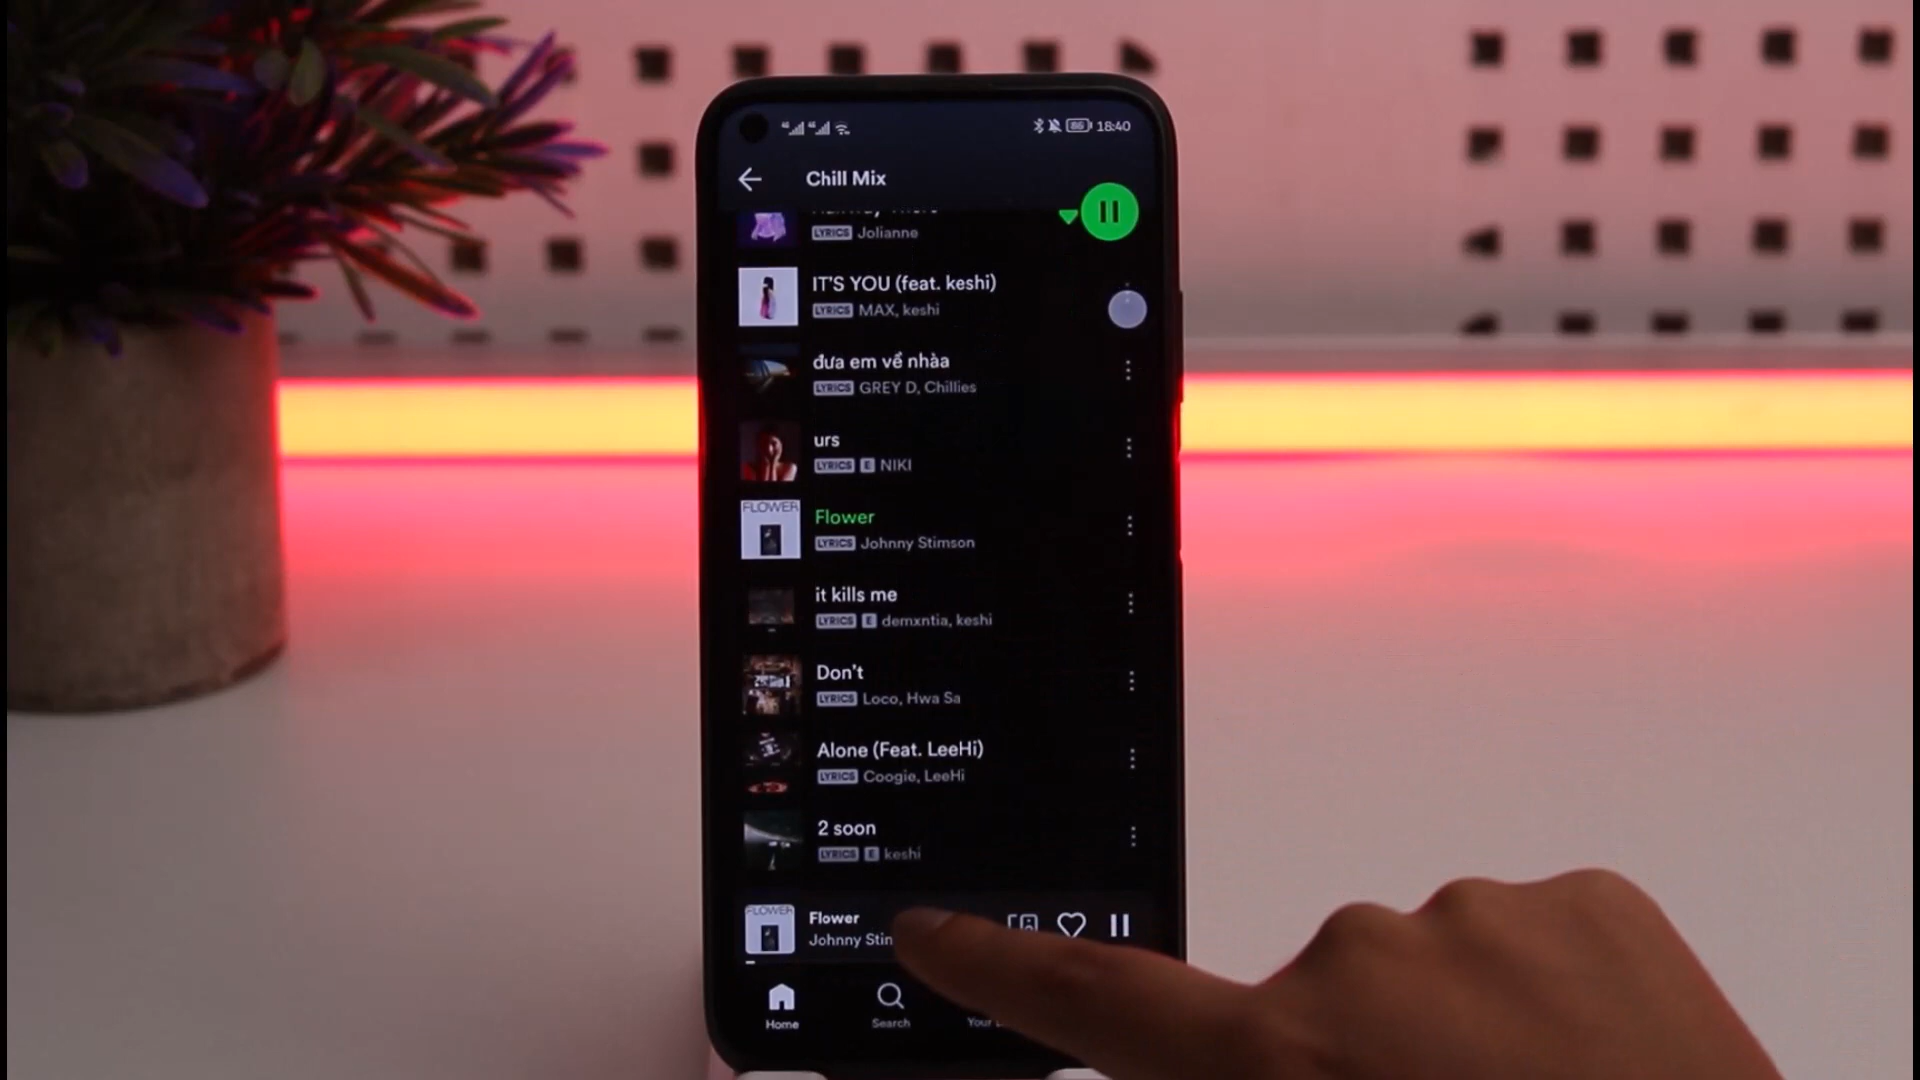 86 18:40
Chill Mix
LYRICS Jolianne
IT'S YOU (feat. keshi)
LYRICS MAX, keshi
đưa em về nhàa
LYRICS GREY D, Chillies
urs
LYRICS E NIKI
FLOWER
Flower
LYRICS Johnny Stimson
it kills me
LYRICS E demxntia, keshi
Don't
LYRICS Loco, Hwa Sa
Alone (Feat. LeeHi)
LYRICS Coogie, LeeHi
2 soon
LYRICS E keshi
FLOWER
Flower
Johnny Stin
Home
Search
Your